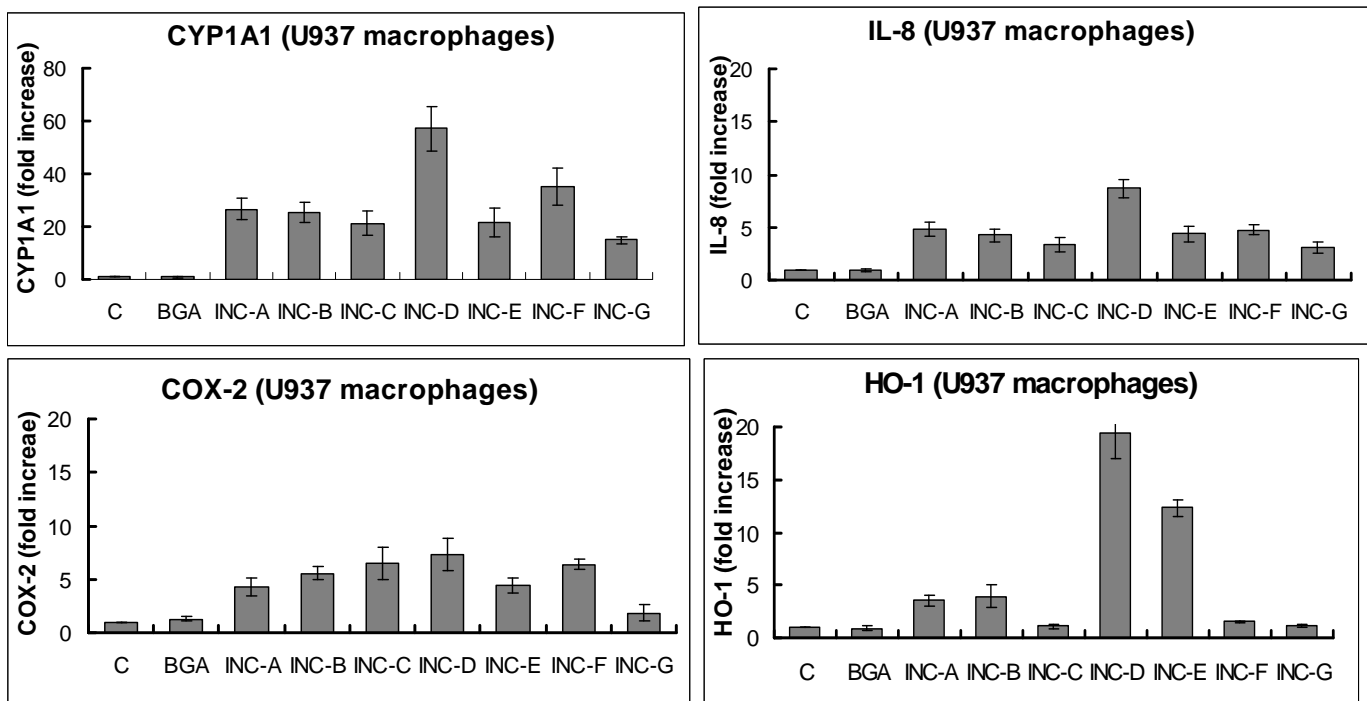 CYP1A1 (U937 macrophages)
CYP1A1 (fold increase)
80
60
40
20
0
C BGA INC-A INC-B INC-C INC-D INC-E INC-F INC-G
IL-8 (U937 macrophages)
IL-8 (fold increase)
20
15
10
5
0
C BGA INC-A INC-B INC-C INC-D INC-E INC-F INC-G
COX-2 (U937 macrophages)
COX-2 (fold increae)
20
15
10
5
0
C BGA INC-A INC-B INC-C INC-D INC-E INC-F INC-G
HO-1 (U937 macrophages)
HO-1 (fold increase)
20
15
10
5
0
C BGA INC-A INC-B INC-C INC-D INC-E INC-F INC-G